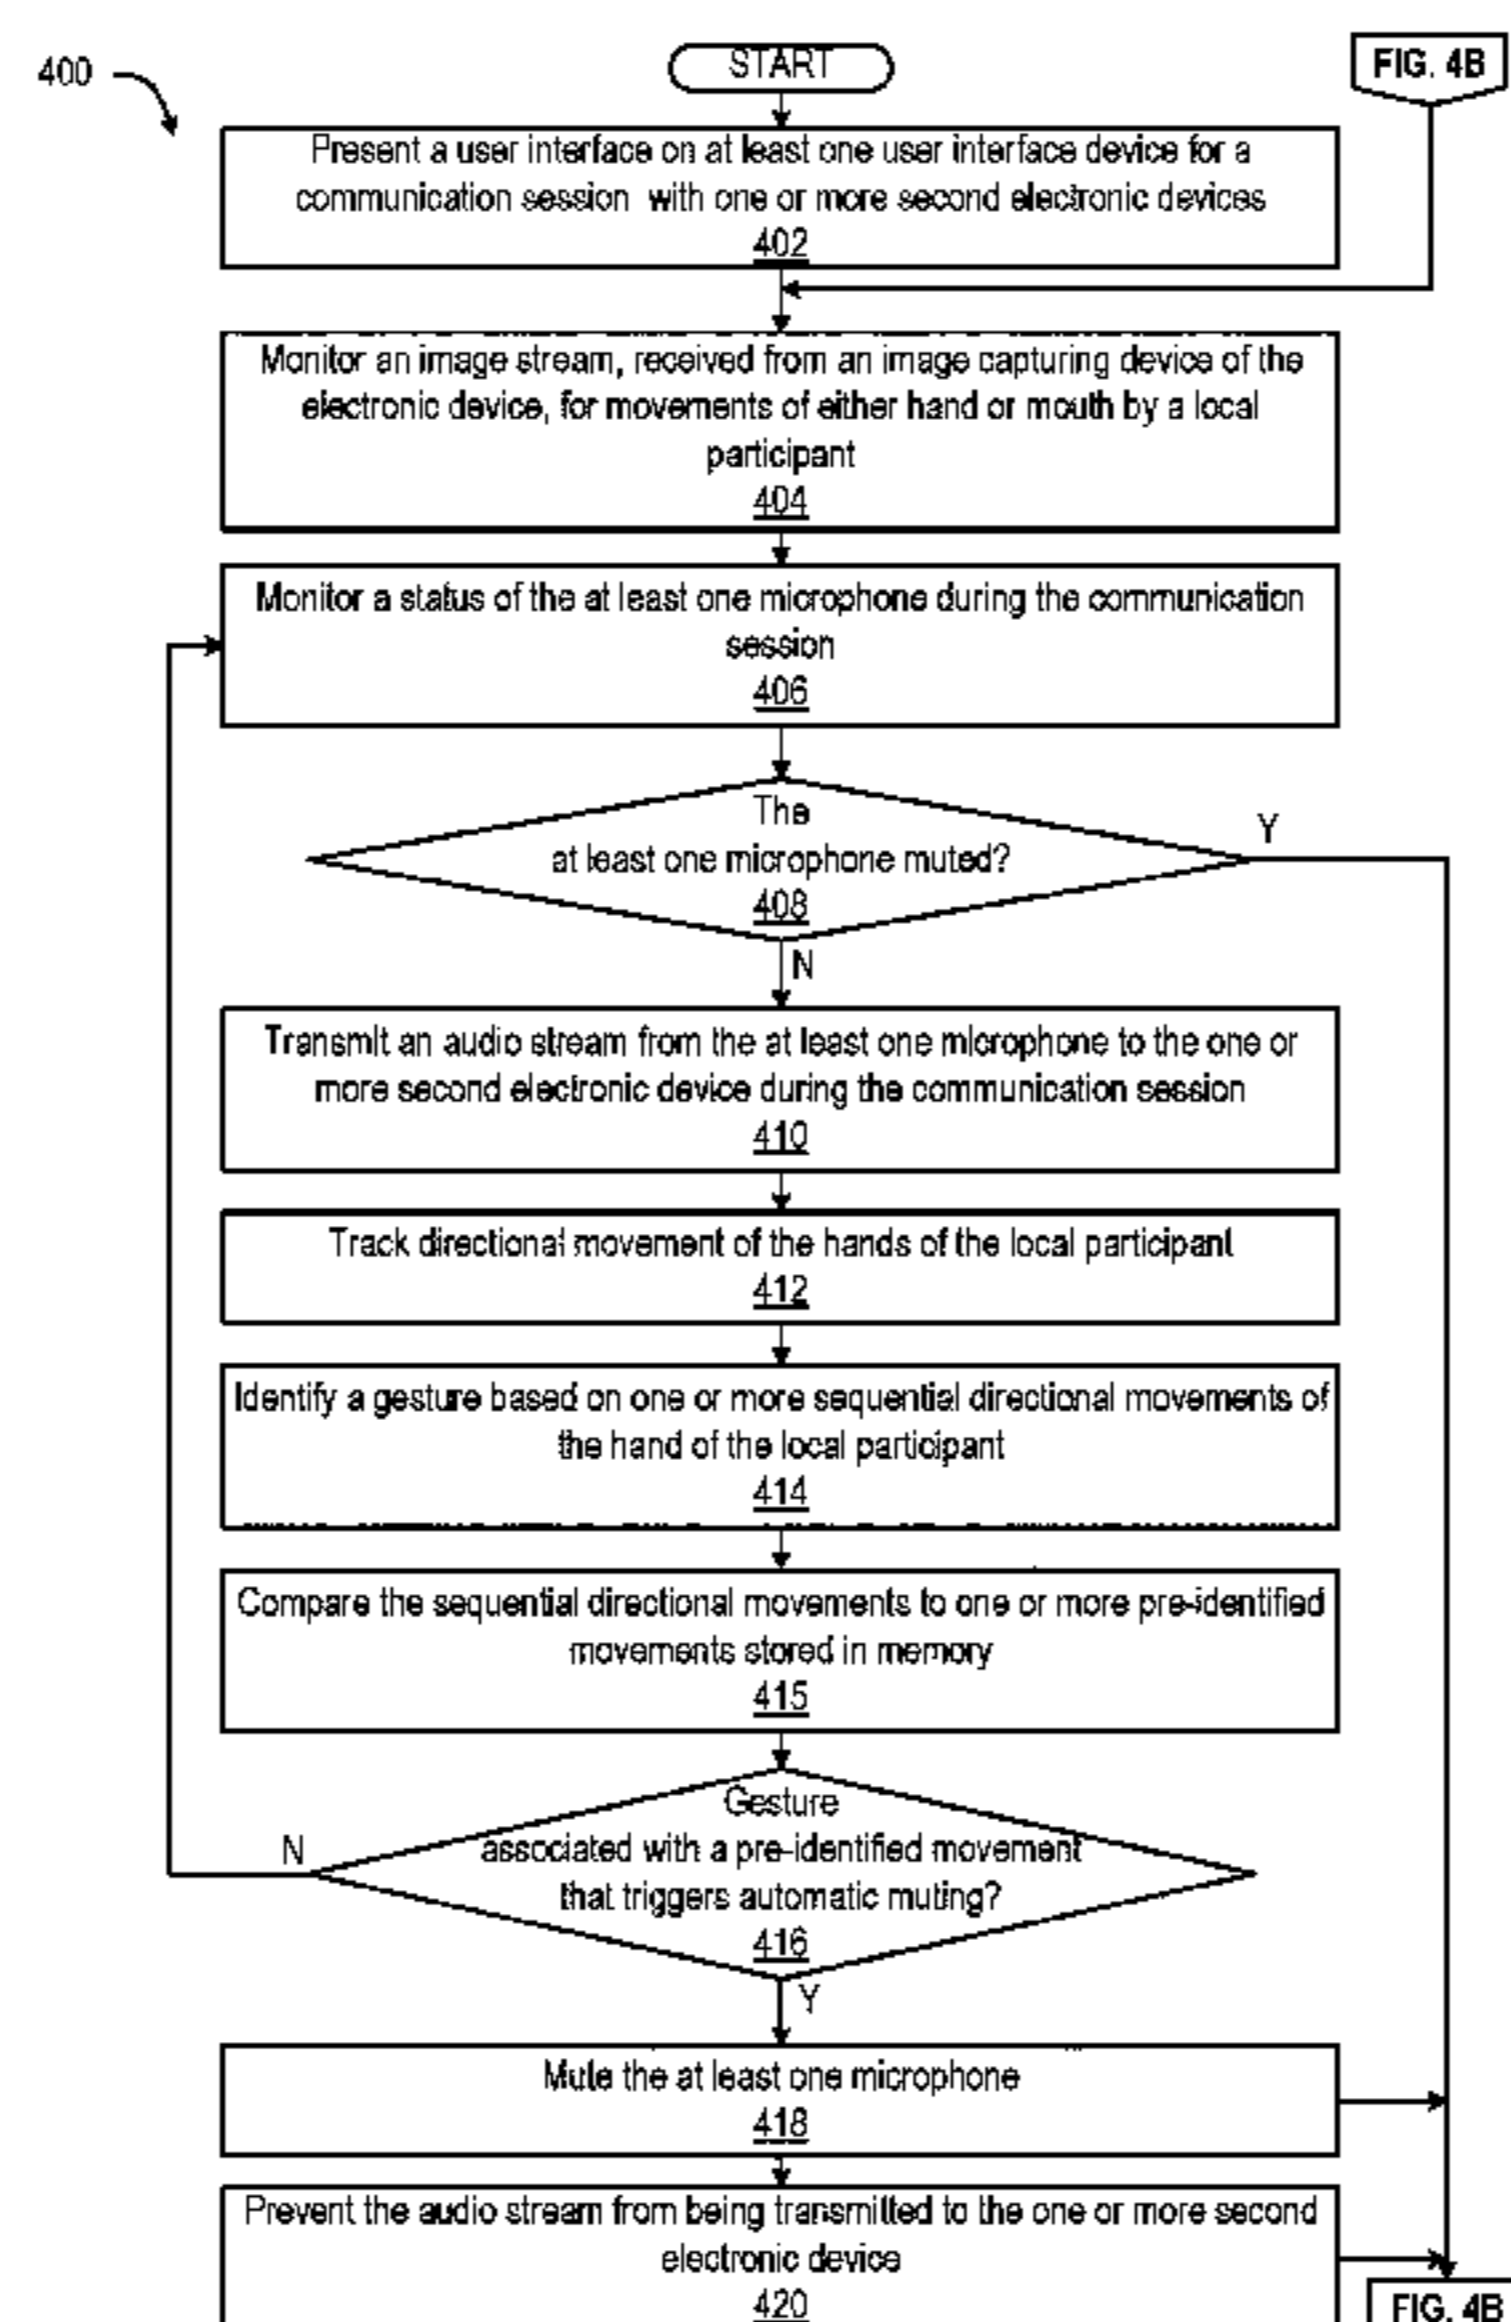 400
START
FIG. 4B
Present a user interface on at least one user interface device for a
communication session with one or more second electronic devices
402
Monitor an image stream, received from an image capturing device of the
electronic device, for movements of either hand or mouth by a local
participant
404
Monitor a status of the at least one microphone during the communication
session
406
The
at least one microphone muted?
408
Y
N
Transmit an audio stream from the at least one microphone to the one or
more second electronic device during the communication session
410
Track directional movement of the hands of the local participant
412
Identify a gesture based on one or more sequential directional movements of
the hand of the local participant
414
Compare the sequential directional movements to one or more pre-identified
movements stored in memory
415
Gesture
associated with a pre-identified movement
that triggers automatic muting?
416
N
Y
Mute the at least one microphone
418
Prevent the audio stream from being transmitted to the one or more second
electronic device
420
FIG. 4B